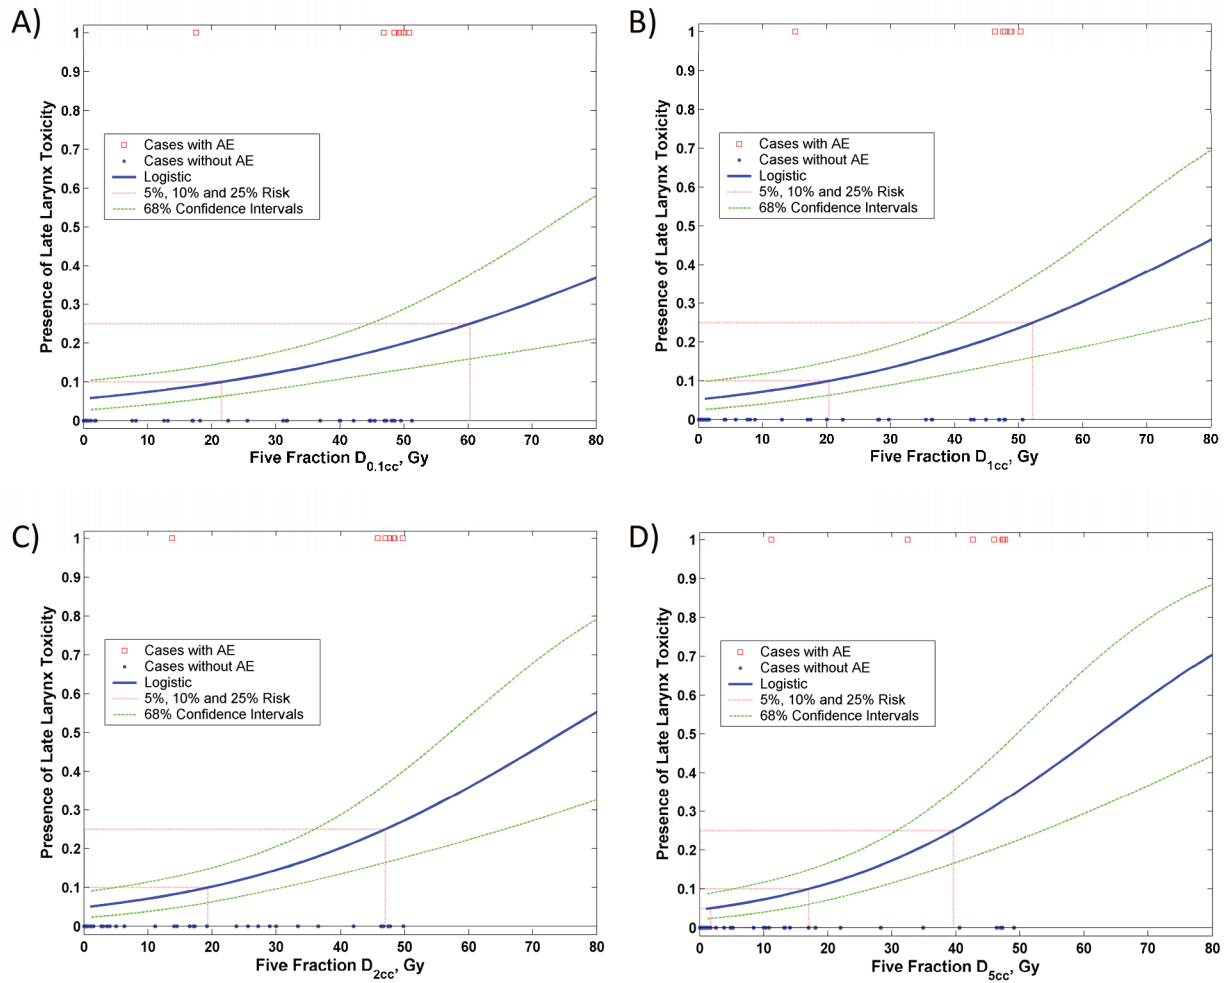 A)
Presence of Late Larynx Toxicity
1
0.9
0.8
0.7
0.6
0.5
0.4
0.3
0.2
0.1
0
Cases with AE
Cases without AE
Logistic
5%, 10% and 25% Risk
68% Confidence Intervals
0 10 20 30 40 50 60 70 80
Five Fraction D0.1cc, Gy
B)
Presence of Late Larynx Toxicity
1
0.9
0.8
0.7
0.6
0.5
0.4
0.3
0.2
0.1
0
Cases with AE
Cases without AE
Logistic
5%, 10% and 25% Risk
68% Confidence Intervals
0 10 20 30 40 50 60 70 80
Five Fraction D1cc, Gy
C)
Presence of Late Larynx Toxicity
1
0.9
0.8
0.7
0.6
0.5
0.4
0.3
0.2
0.1
0
Cases with AE
Cases without AE
Logistic
5%, 10% and 25% Risk
68% Confidence Intervals
0 10 20 30 40 50 60 70 80
Five Fraction D2cc, Gy
D)
Presence of Late Larynx Toxicity
1
0.9
0.8
0.7
0.6
0.5
0.4
0.3
0.2
0.1
0
Cases with AE
Cases without AE
Logistic
5%, 10% and 25% Risk
68% Confidence Intervals
0 10 20 30 40 50 60 70 80
Five Fraction D5cc, Gy